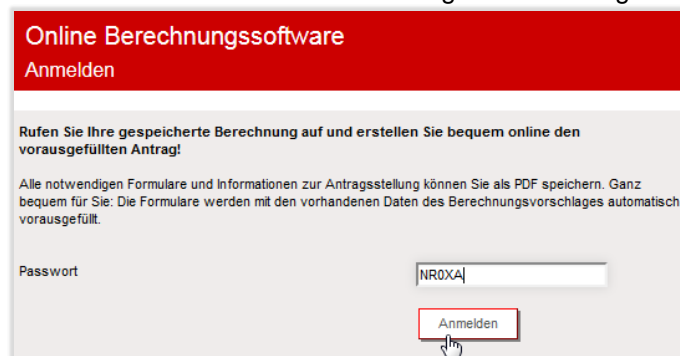 Online Berechnungssoftware
Anmelden
Rufen Sie Ihre gespeicherte Berechnung auf und erstellen Sie bequem online den
vorausgefüllten Antrag!
Alle notwendigen Formulare und Informationen zur Antragsstellung können Sie als PDF speichern. Ganz
bequem für Sie: Die Formulare werden mit den vorhandenen Daten des Berechnungsvorschlages automatisch
vorausgefüllt.
Passwort NR0XA
Anmelden